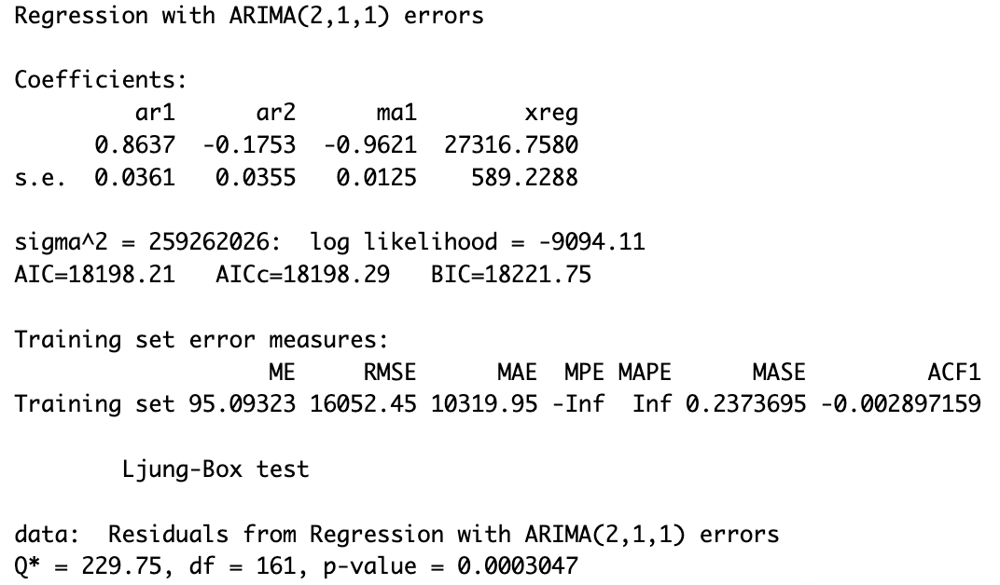 Regression with ARIMA(2,1,1) errors
Coefficients:
ar1 ar2 ma1 xreg
0.8637 -0.1753 -0.9621 27316.7580
s.e. 0.0361 0.0355 0.0125 589.2288
sigma^2 = 259262026: log likelihood = -9094.11
AIC=18198.21 AICc=18198.29 BIC=18221.75
Training set error measures:
ME RMSE MAE MPE MAPE MASE ACF1
Training set 95.09323 16052.45 10319.95 -Inf Inf 0.2373695 -0.002897159
Ljung-Box test
data: Residuals from Regression with ARIMA(2,1,1) errors
Q* = 229.75, df = 161, p-value = 0.0003047